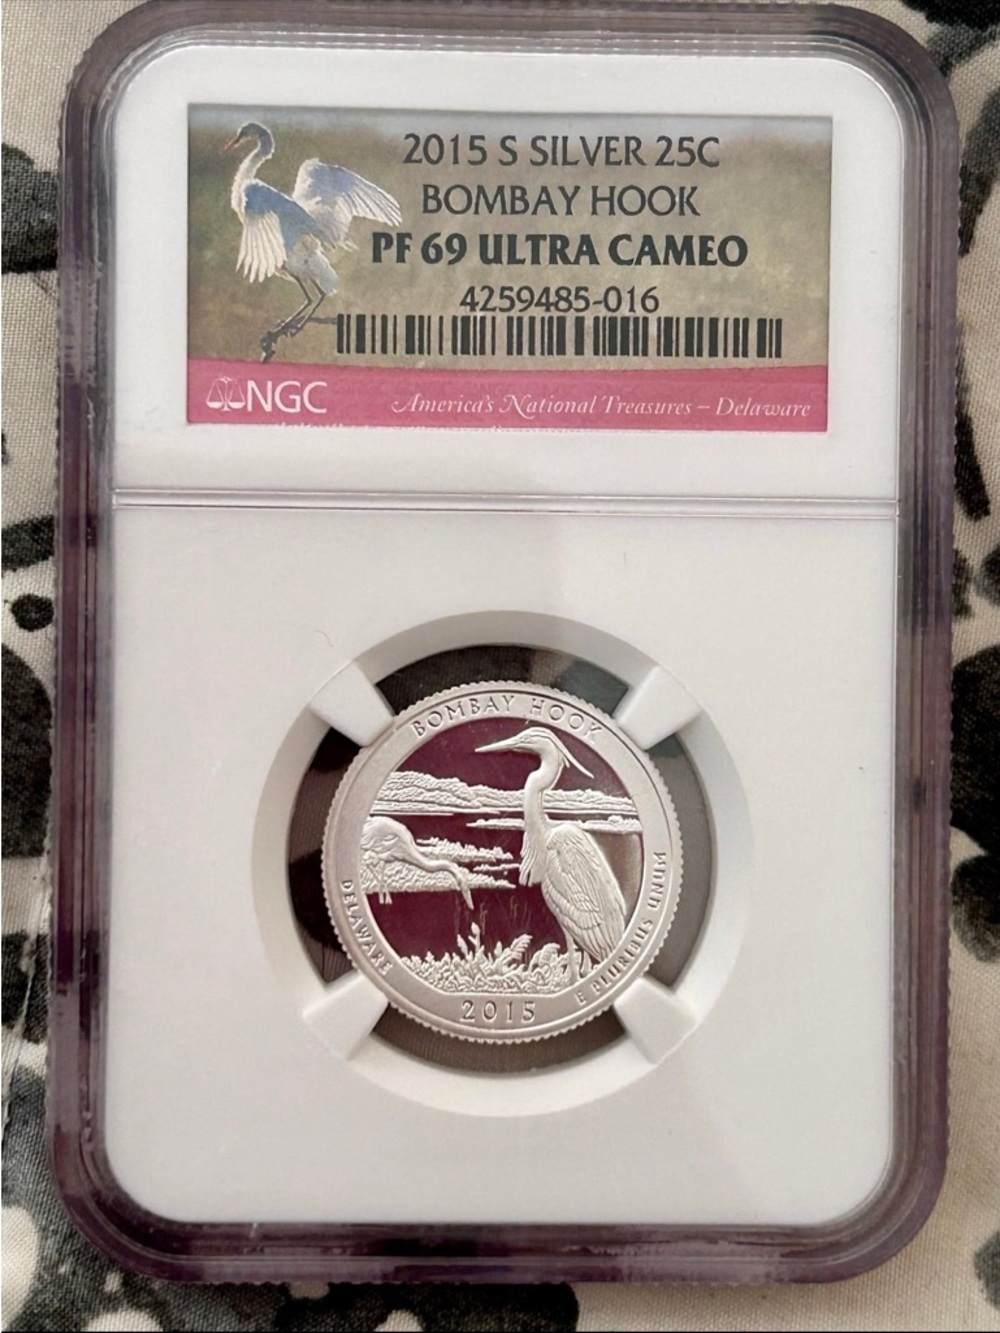 2015 S SILVER 25C
BOMBAY HOOK
PF 69 ULTRA CAMEO
4259485-016
NGC
America's National Treasures – Delaware
BOMBAY HOOK
DELAWARE
E PLURIBUS UNUM
2015